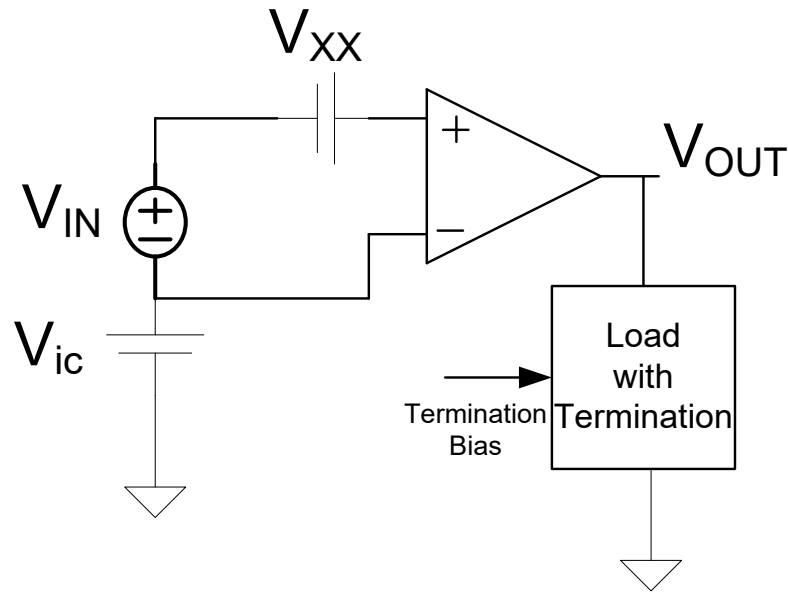 VXX
+
VOUT
VIN
+
−
−
Vic
Load
with
Termination
Termination
Bias